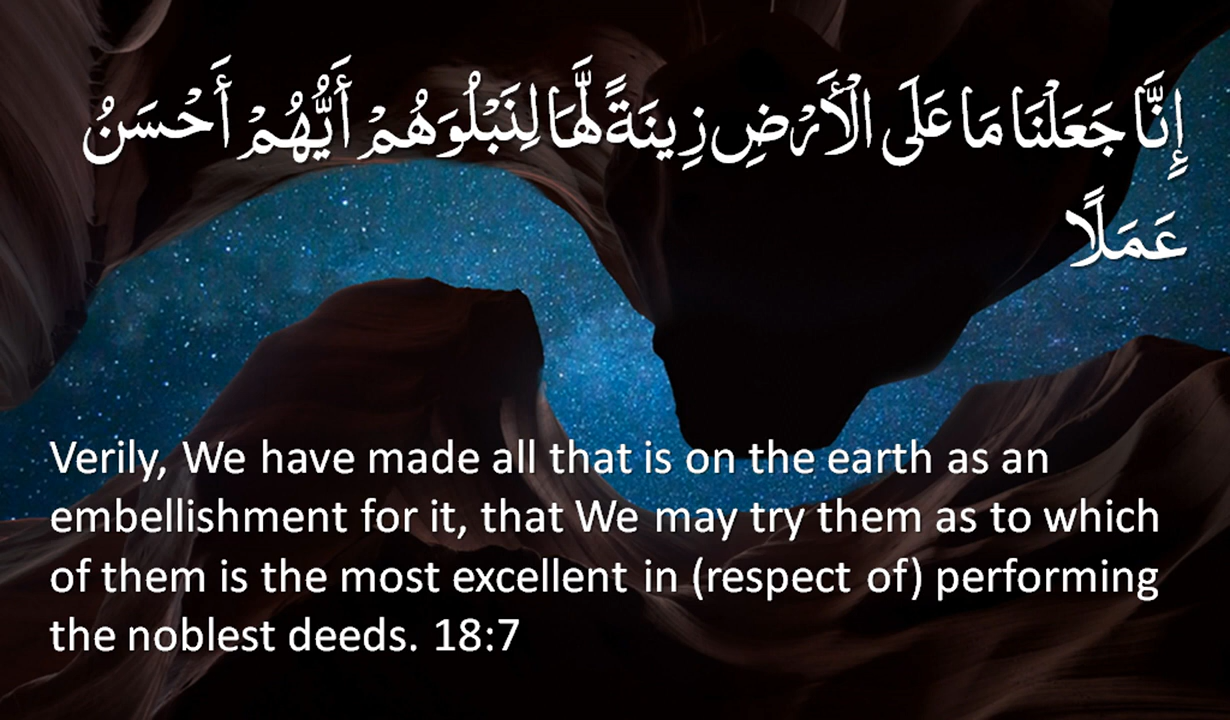 إِنَّا جَعَلْنَا مَا عَلَى الْأَرْضِ زِينَةً لَّهَا لِنَبْلُوَهُمْ أَيُّهُمْ أَحْسَنُ
عَمَلًا
Verily, We have made all that is on the earth as an
embellishment for it, that We may try them as to which
of them is the most excellent in (respect of) performing
the noblest deeds. 18:7